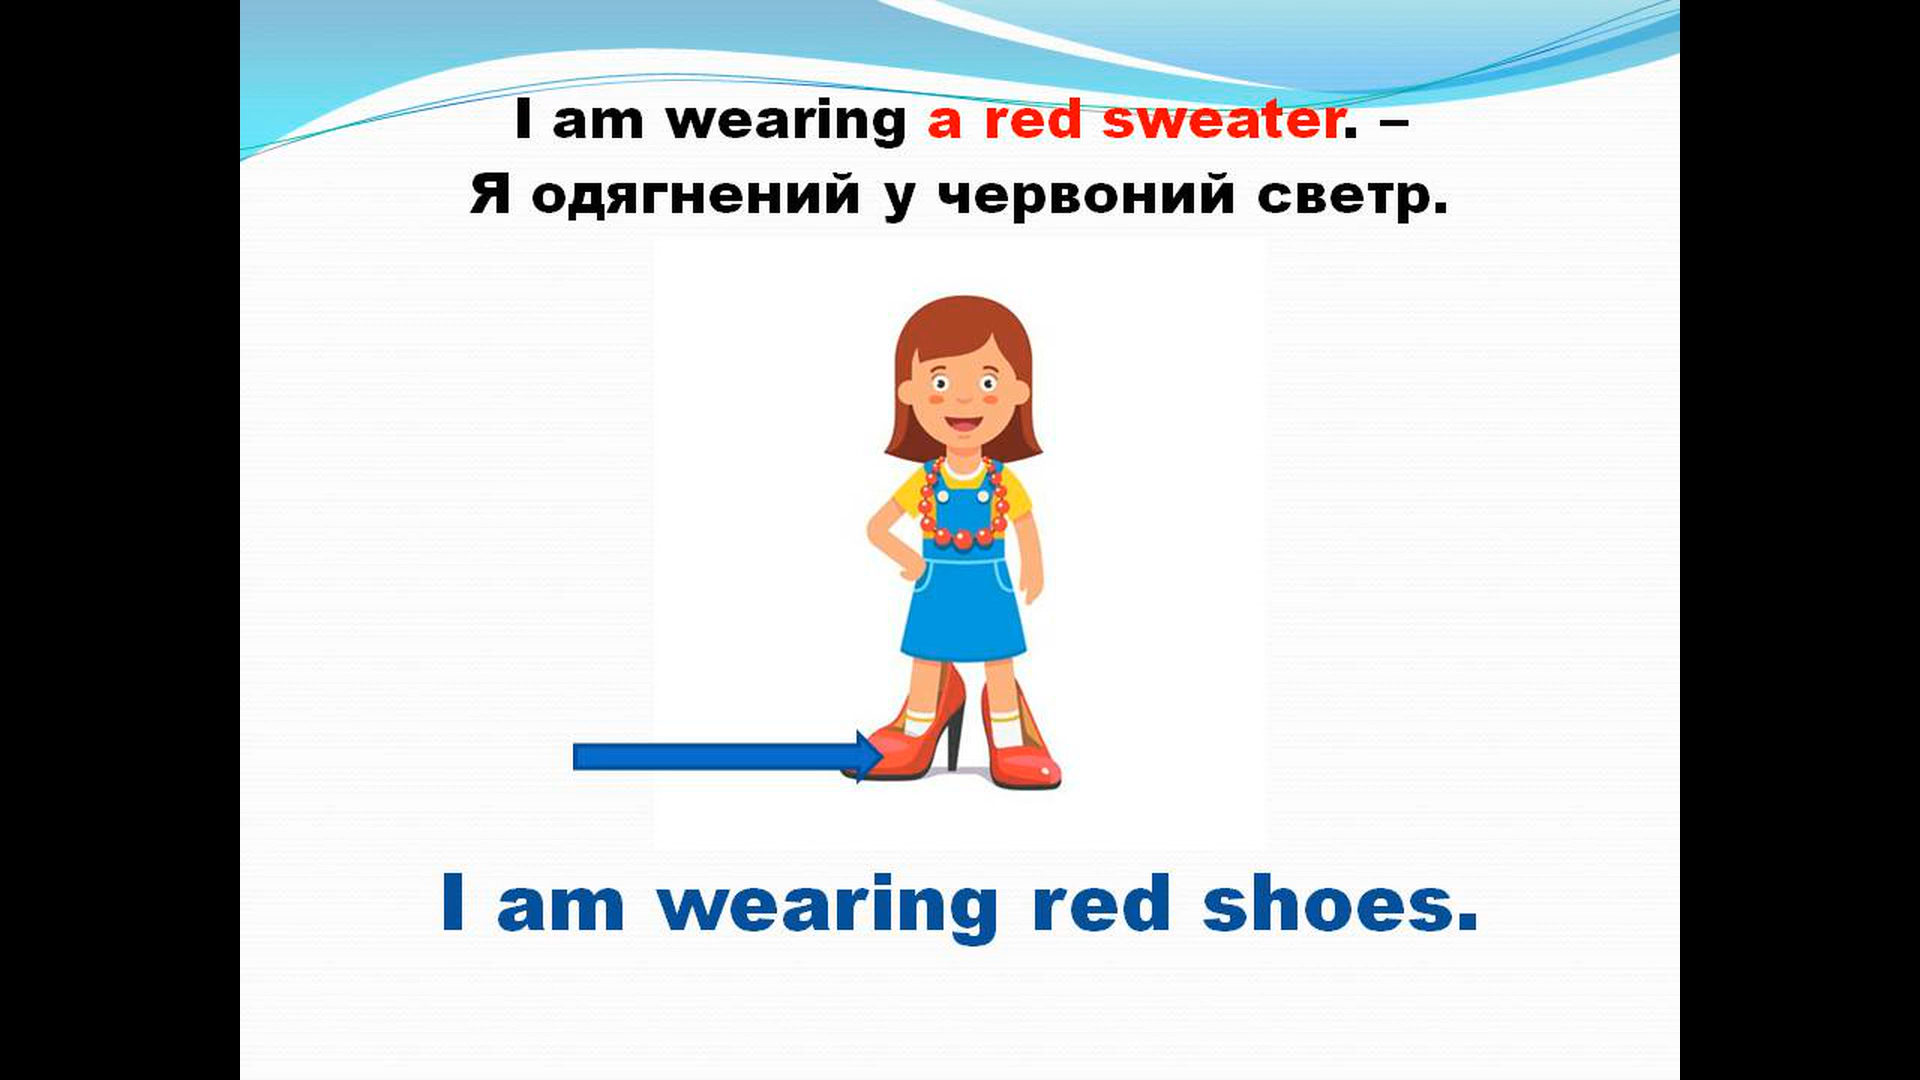 I am wearing a red sweater. –
Я одягнений у червоний светр.
I am wearing red shoes.